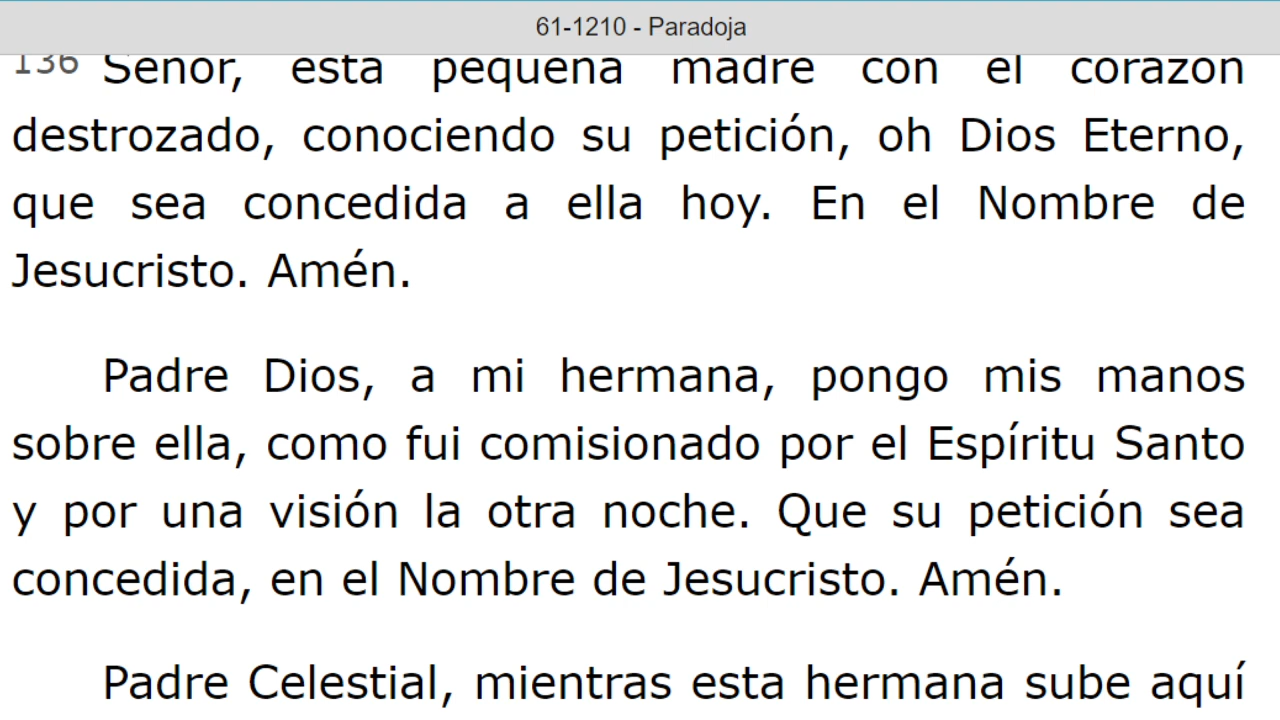 61-1210 - Paradoja
136 Señor, esta pequeña madre con el corazón
destrozado, conociendo su petición, oh Dios Eterno,
que sea concedida a ella hoy. En el Nombre de
Jesucristo. Amén.
Padre Dios, a mi hermana, pongo mis manos
sobre ella, como fui comisionado por el Espíritu Santo
y por una visión la otra noche. Que su petición sea
concedida, en el Nombre de Jesucristo. Amén.
Padre Celestial, mientras esta hermana sube aquí